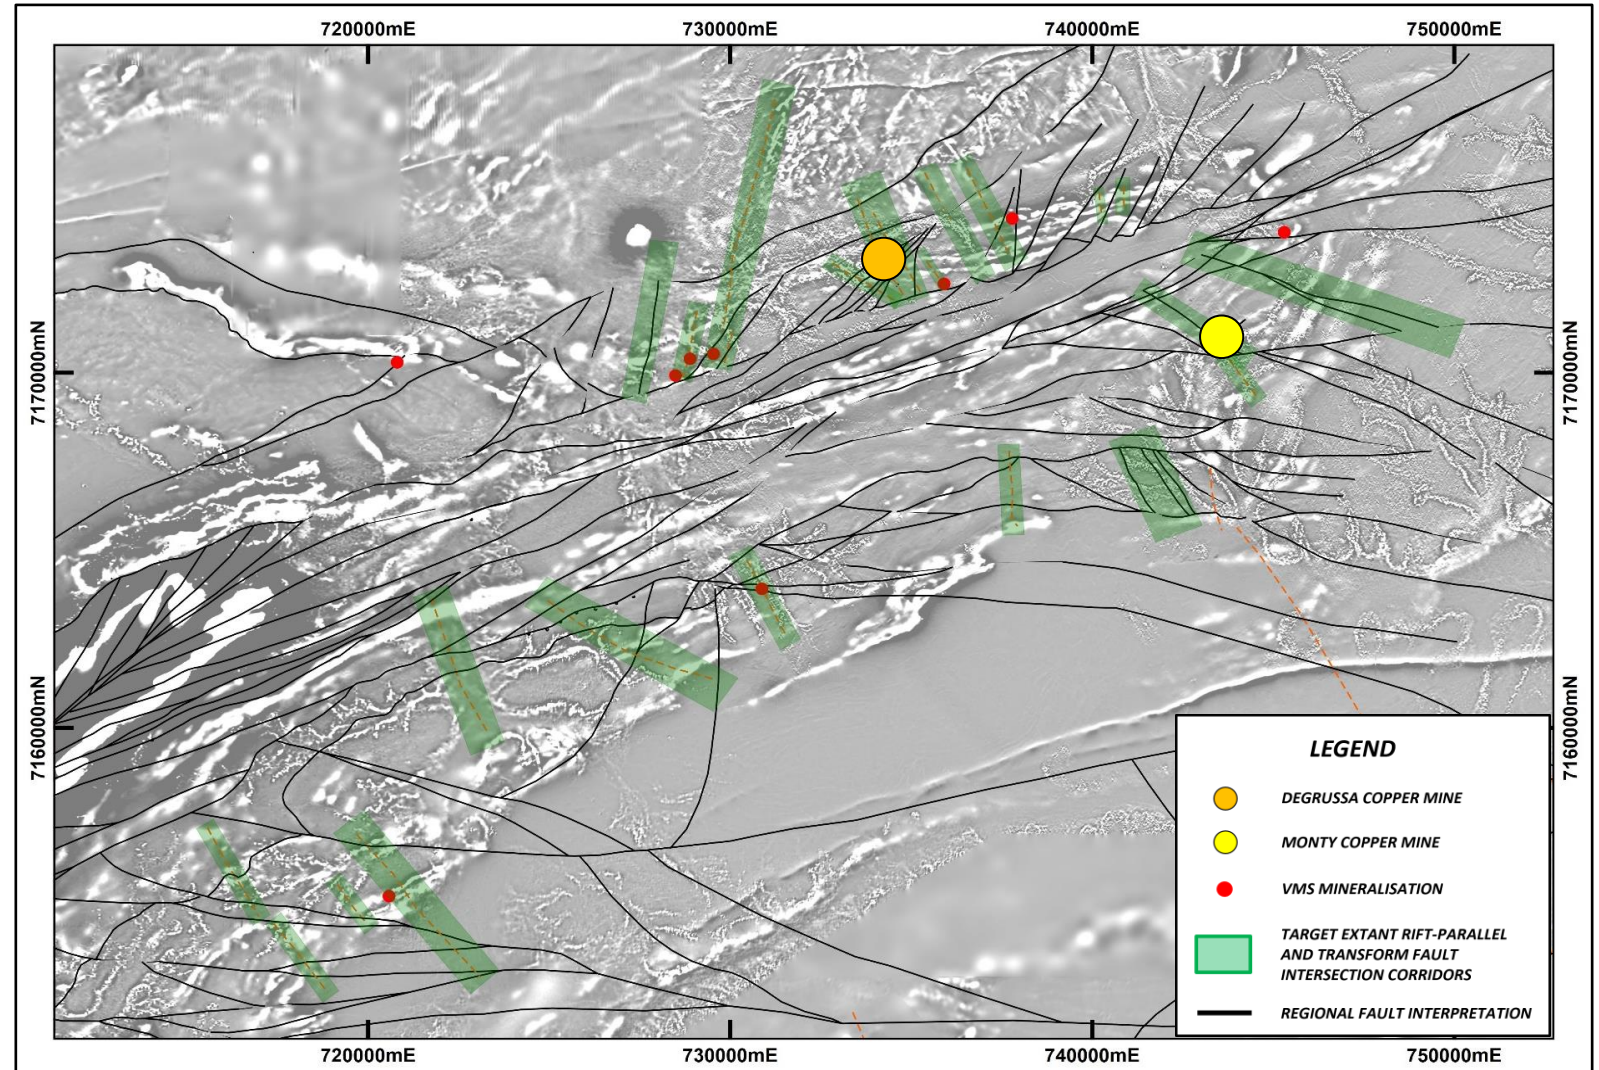 720000mE 730000mE 740000mE 750000mE
7170000mN 7170000mN
7160000mN 7160000mN
LEGEND
DEGRUSSA COPPER MINE
MONTY COPPER MINE
VMS MINERALISATION
TARGET EXTANT RIFT-PARALLEL
AND TRANSFORM FAULT
INTERSECTION CORRIDORS
REGIONAL FAULT INTERPRETATION
720000mE 730000mE 740000mE 750000mE